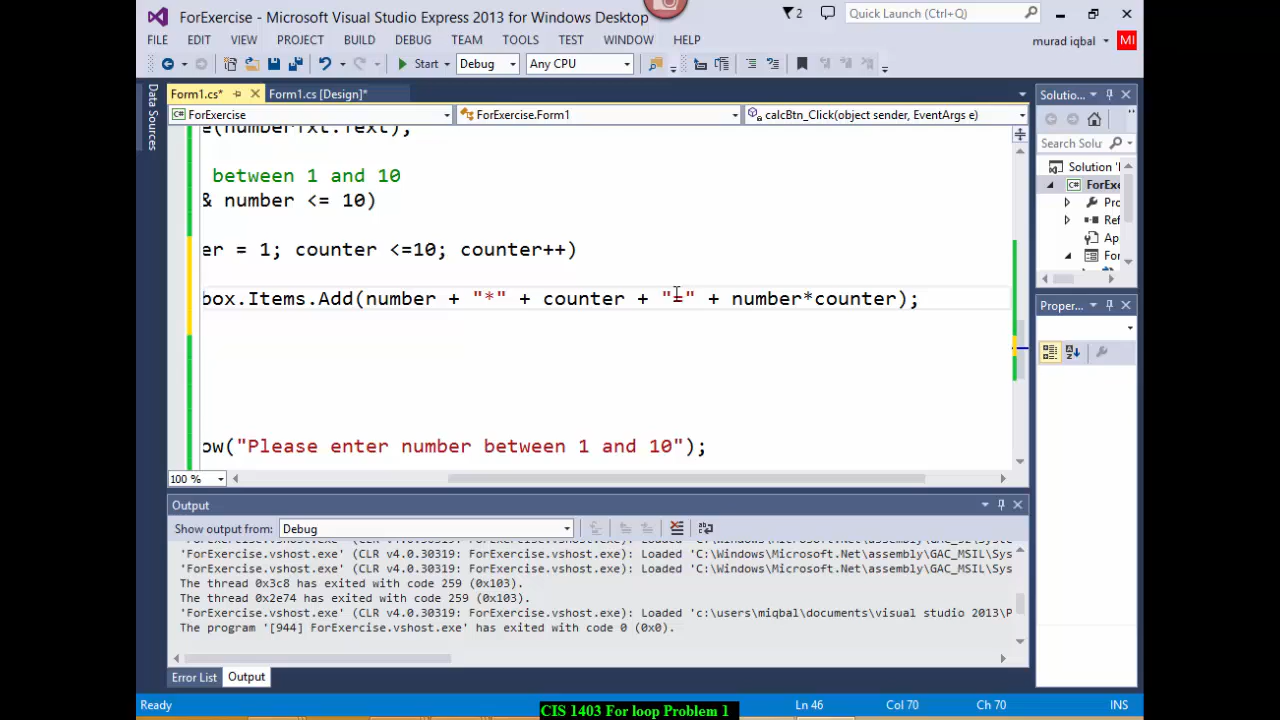 ForExercise - Microsoft Visual Studio Express 2013 for Windows Desktop
2
Quick Launch (Ctrl+Q)
FILE EDIT VIEW PROJECT BUILD DEBUG TEAM TOOLS TEST WINDOW HELP
murad iqbal MI
Start Debug Any CPU
Data Sources
Form1.cs* Form1.cs [Design]*
ForExercise ForExercise.Form1 calcBtn_Click(object sender, EventArgs e)
e(numberTxt.Text);
between 1 and 10
& number <= 10)
er = 1; counter <=10; counter++)
box.Items.Add(number + "*" + counter + "=" + number*counter);
ow("Please enter number between 1 and 10");
100 %
Solutio...
Search Solu
Solution '
ForExe
Pro
Ref
Ap
For
Proper...
Output
Show output from: Debug
'ForExercise.vshost.exe' (CLR v4.0.30319: ForExercise.vshost.exe): Loaded 'C:\Windows\Microsoft.Net\assembly\GAC_MSIL\Sys
'ForExercise.vshost.exe' (CLR v4.0.30319: ForExercise.vshost.exe): Loaded 'C:\Windows\Microsoft.Net\assembly\GAC_MSIL\Sys
The thread 0x3c8 has exited with code 259 (0x103).
The thread 0x2e74 has exited with code 259 (0x103).
'ForExercise.vshost.exe' (CLR v4.0.30319: ForExercise.vshost.exe): Loaded 'c:\users\miqbal\documents\visual studio 2013\P
The program '[944] ForExercise.vshost.exe' has exited with code 0 (0x0).
Error List Output
Ready Ln 46 Col 70 Ch 70 INS
CIS 1403 For loop Problem 1